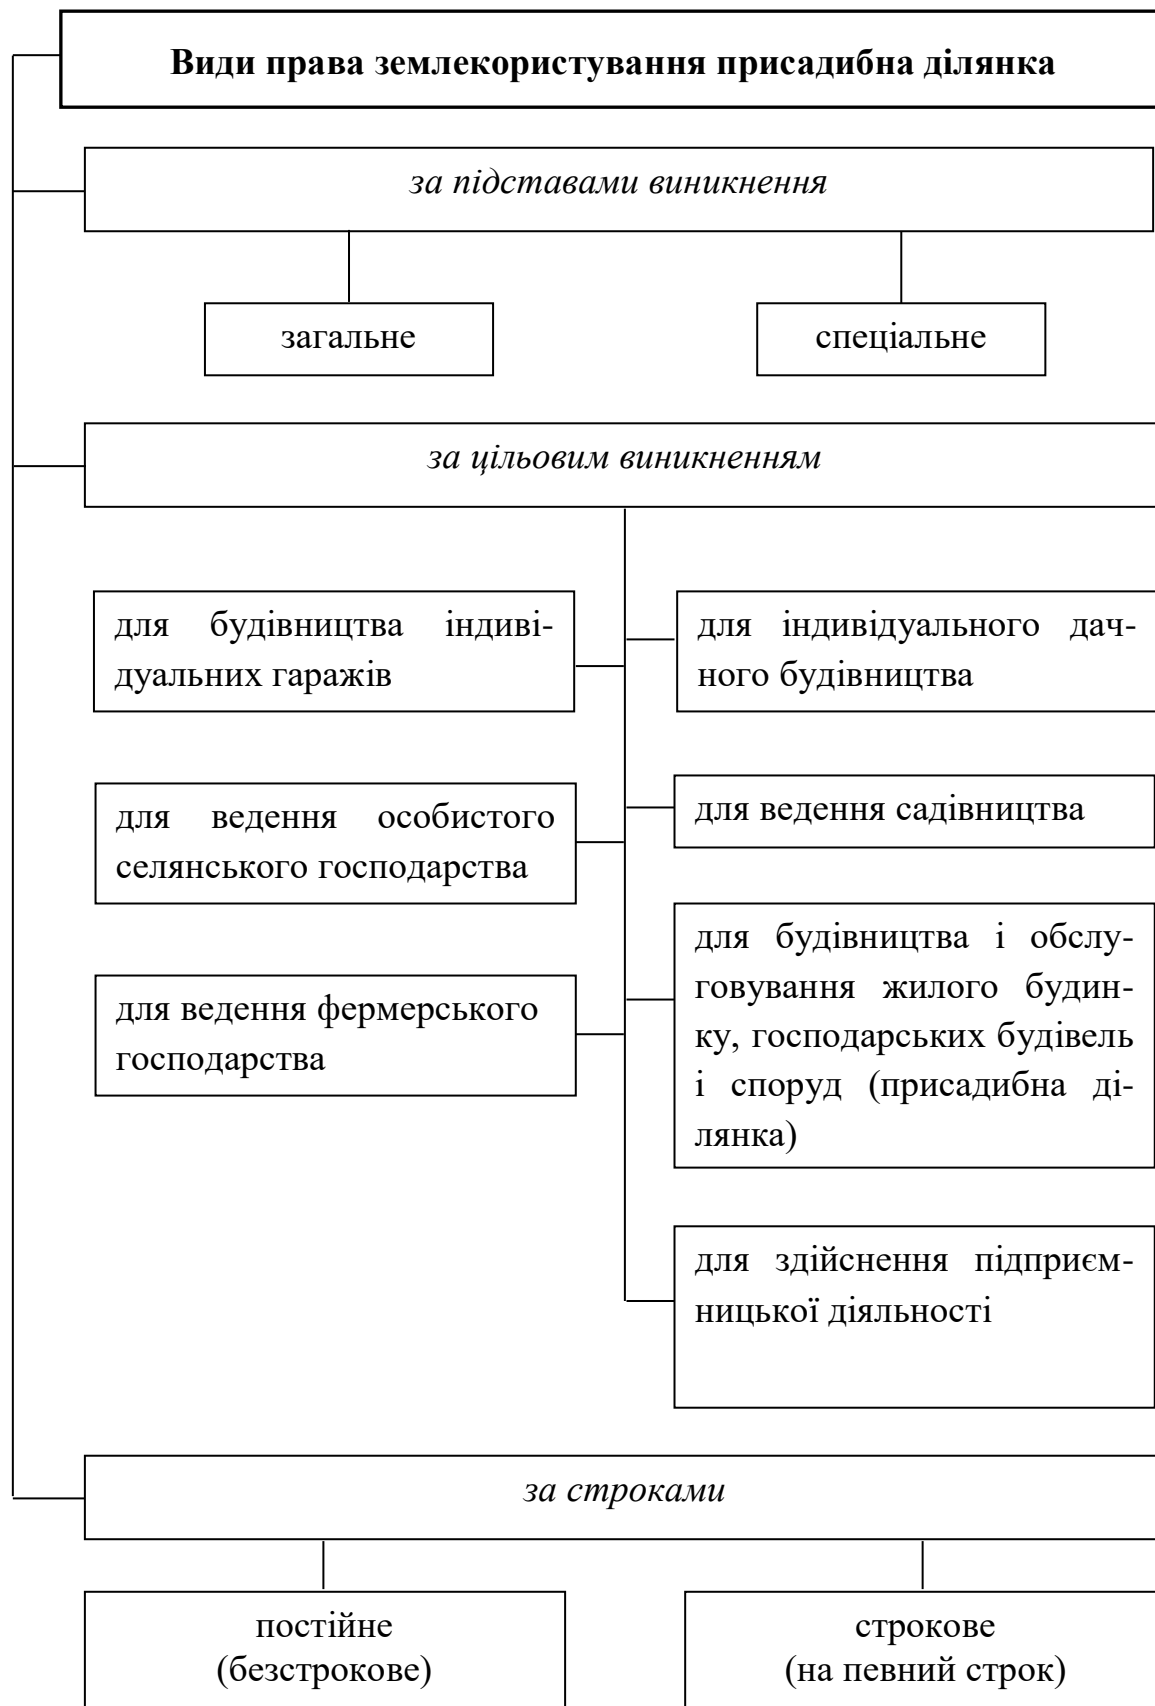 Види права землекористування присадибна ділянка
за підставами виникнення
загальне
спеціальне
за цільовим виникненням
для будівництва індиві-
дуальних гаражів
для індивідуального дач-
ного будівництва
для ведення особистого
селянського господарства
для ведення садівництва
для ведення фермерського
господарства
для будівництва і обслу-
говування жилого будин-
ку, господарських будівель
і споруд (присадибна ді-
лянка)
для здійснення підприєм-
ницької діяльності
за строками
постійне
(безстрокове)
строкове
(на певний строк)